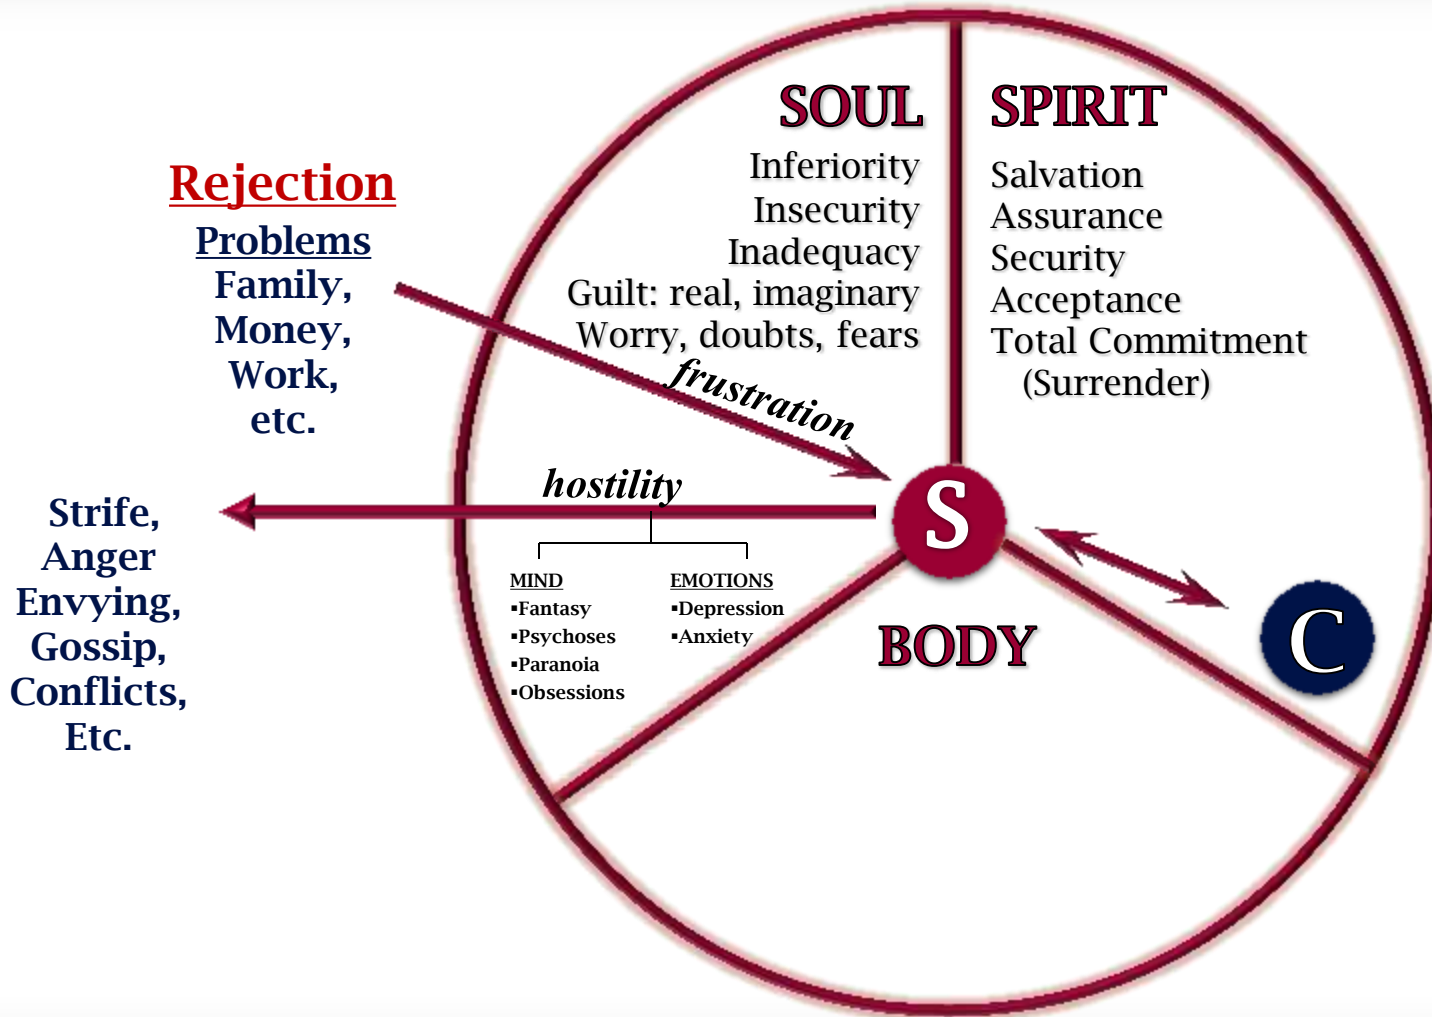 Rejection
Problems
Family,
Money,
Work,
etc.
Strife,
Anger
Envying,
Gossip,
Conflicts,
Etc.
SOUL
Inferiority
Insecurity
Inadequacy
Guilt: real, imaginary
Worry, doubts, fears
frustration
hostility
MIND
▪Fantasy
▪Psychoses
▪Paranoia
▪Obsessions
EMOTIONS
▪Depression
▪Anxiety
SPIRIT
Salvation
Assurance
Security
Acceptance
Total Commitment
(Surrender)
S
BODY
C